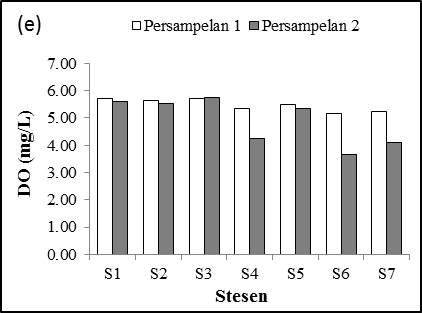 (e)
Persampelan 1 Persampelan 2
7.00
6.00
5.00
4.00
3.00
2.00
1.00
0.00
DO (mg/L)
S1 S2 S3 S4 S5 S6 S7
Stesen